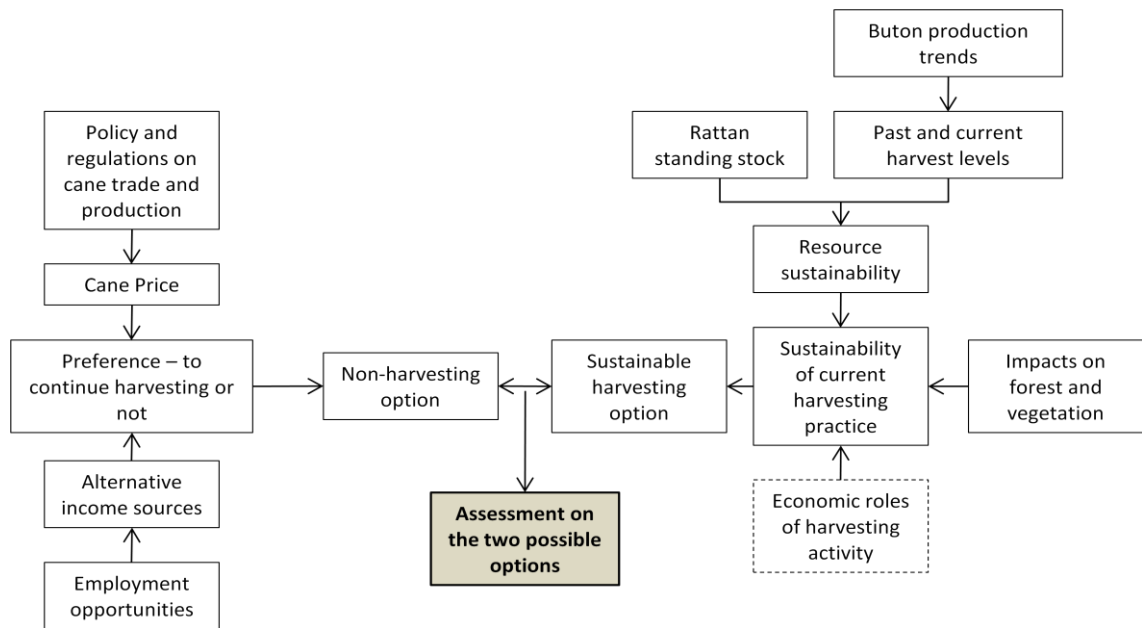 Buton production
trends
Policy and
regulations on
cane trade and
production
Rattan
standing stock
Past and current
harvest levels
Resource
sustainability
Cane Price
Preference – to
continue harvesting or
not
Non-harvesting
option
Sustainable
harvesting option
Sustainability
of current
harvesting
practice
Impacts on
forest and
vegetation
Alternative
income sources
Assessment on
the two possible
options
Economic roles
of harvesting
activity
Employment
opportunities